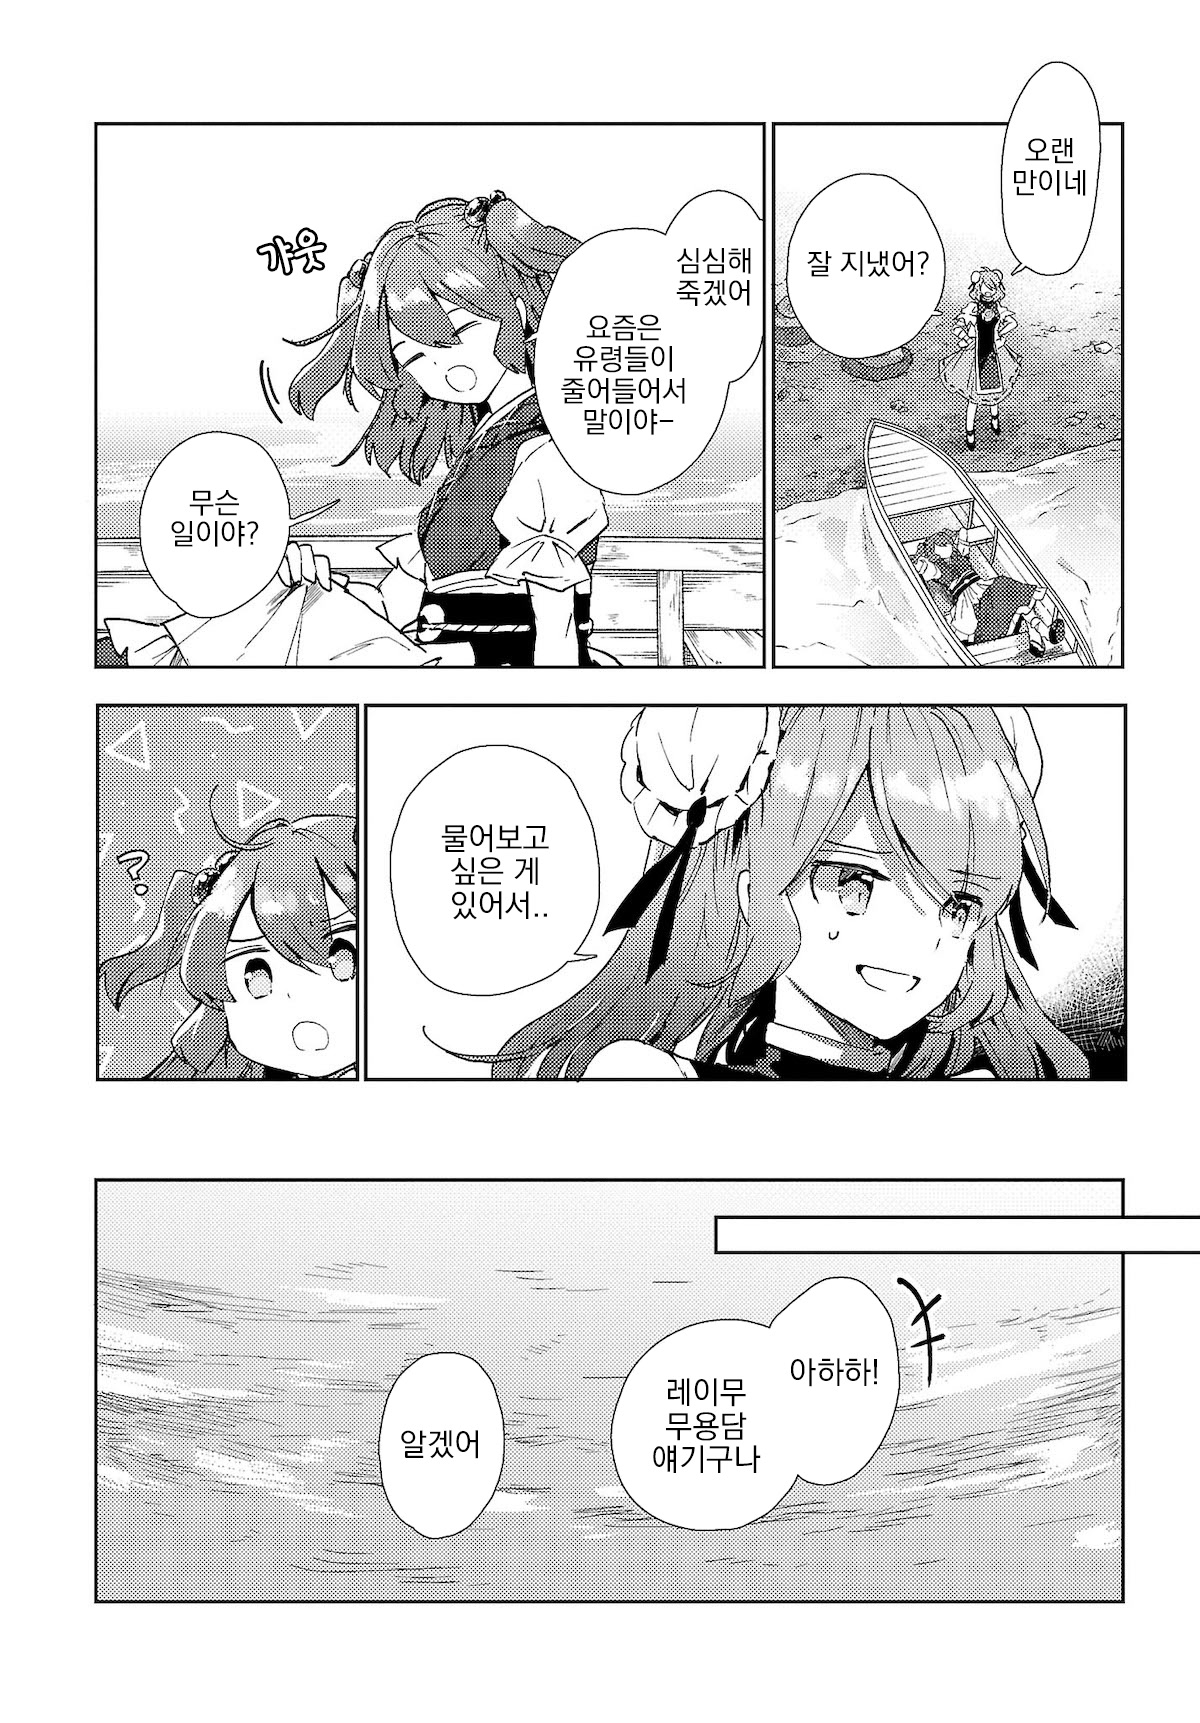 오랜
만이네
잘 지냈어?
심심해
죽겠어
요즘은
유령들이
줄어들어서
말이야-
갸웃
무슨
일이야?
물어보고
싶은 게
있어서..
?
아하하!
레이무
무용담
얘기구나
알겠어